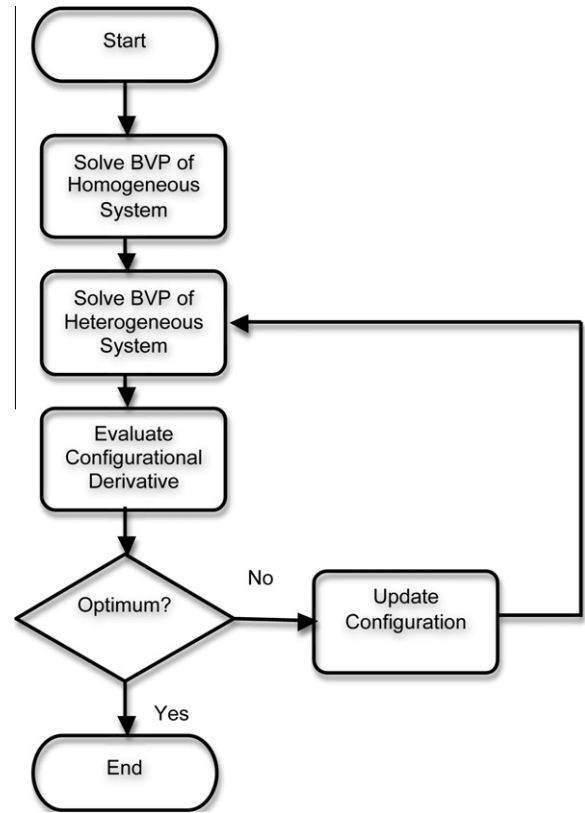 Start
Solve BVP of
Homogeneous
System
Solve BVP of
Heterogeneous
System
Evaluate
Configurational
Derivative
Optimum?
No
Update
Configuration
Yes
End